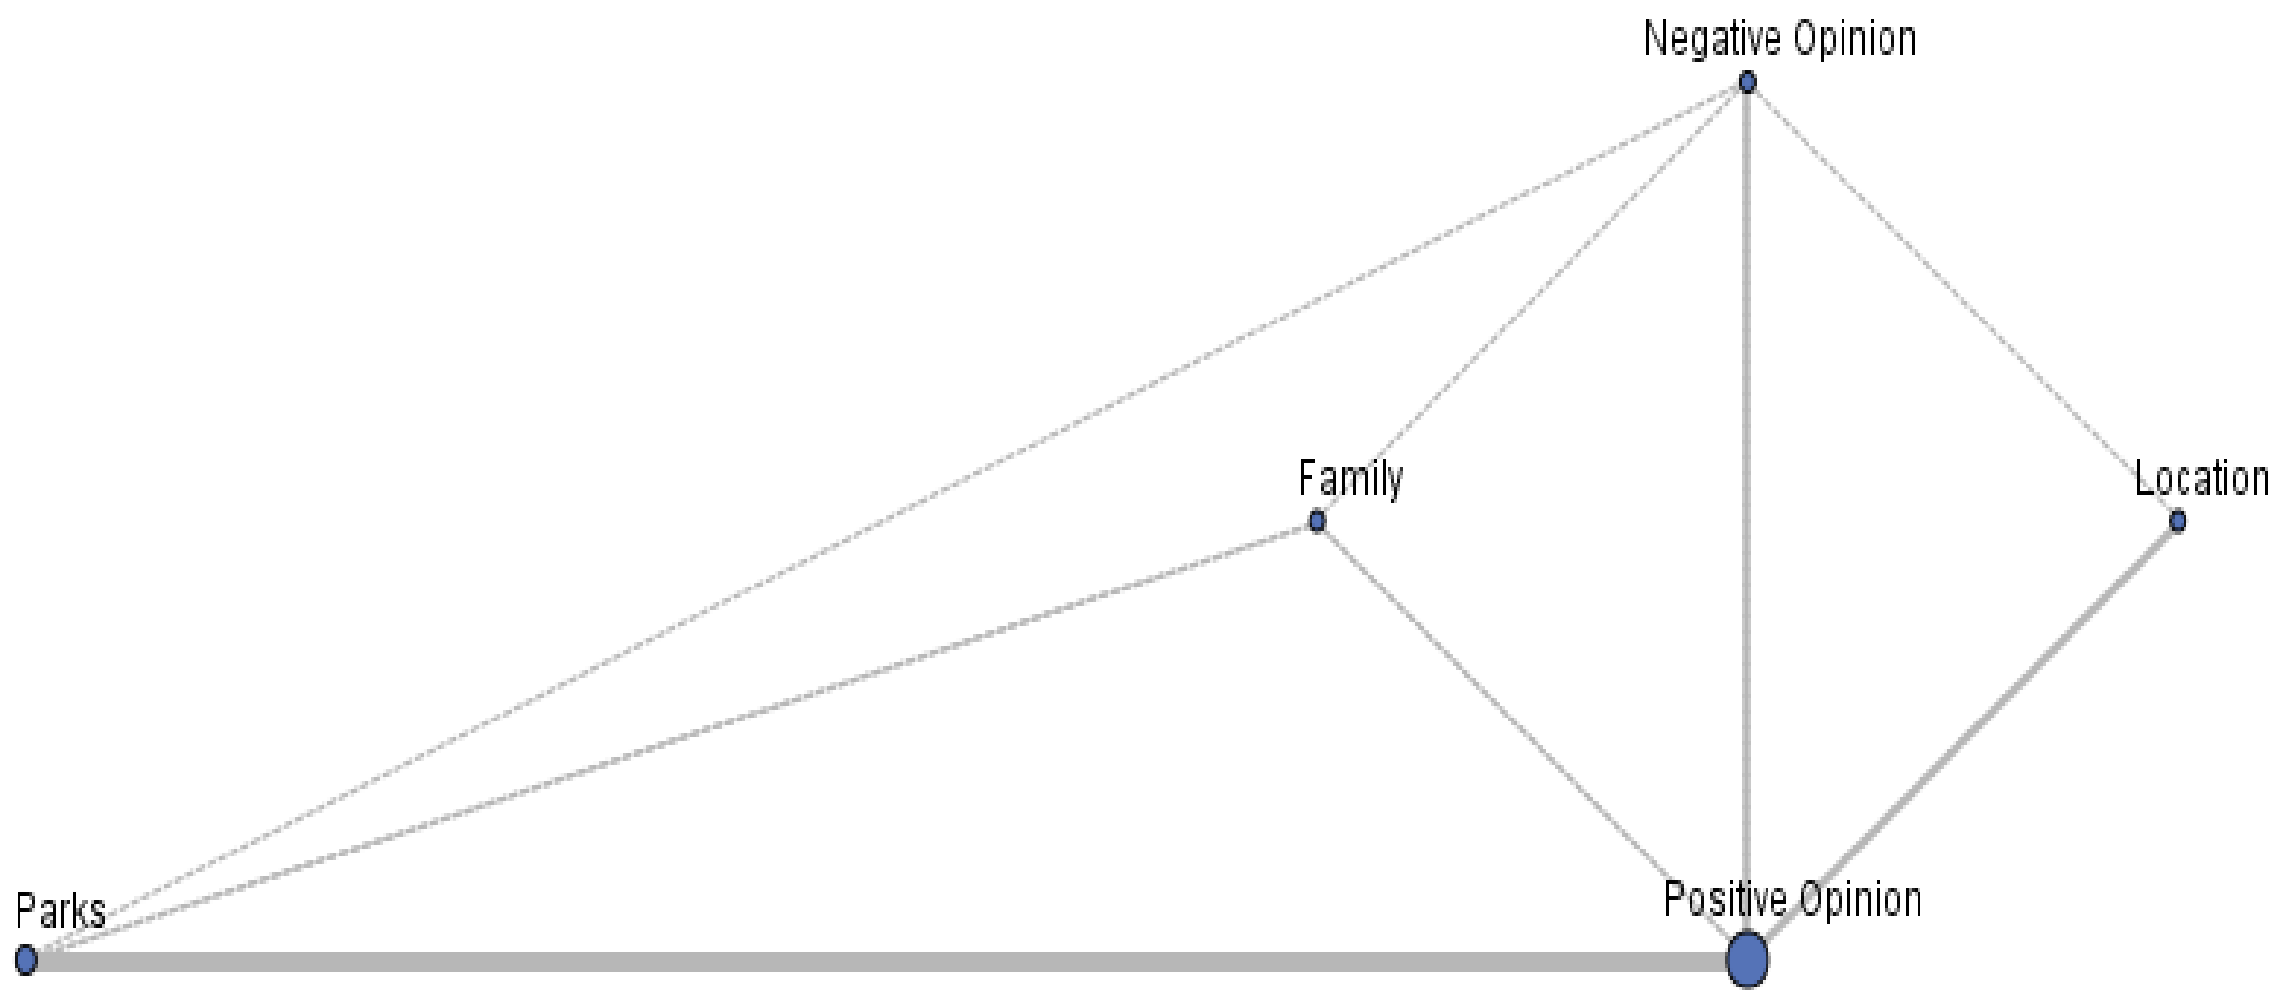 Negative Opinion
Family
Location
Parks
Positive Opinion